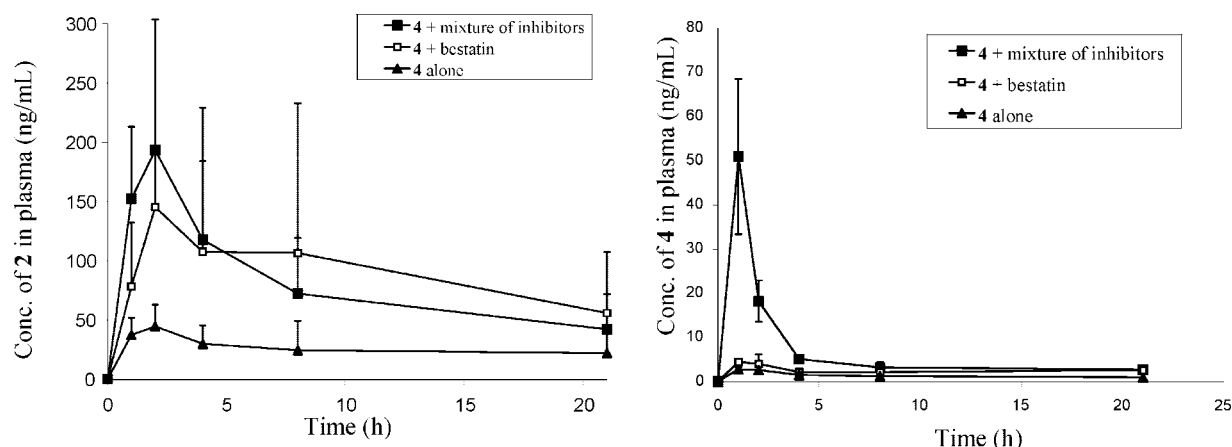 300
250
200
150
100
50
0
Conc. of 2 in plasma (ng/mL)
4 + mixture of inhibitors
4 + bestatin
4 alone
0 5 10 15 20
Time (h)
80
70
60
50
40
30
20
10
0
Conc. of 4 in plasma (ng/mL)
4 + mixture of inhibitors
4 + bestatin
4 alone
0 5 10 15 20 25
Time (h)